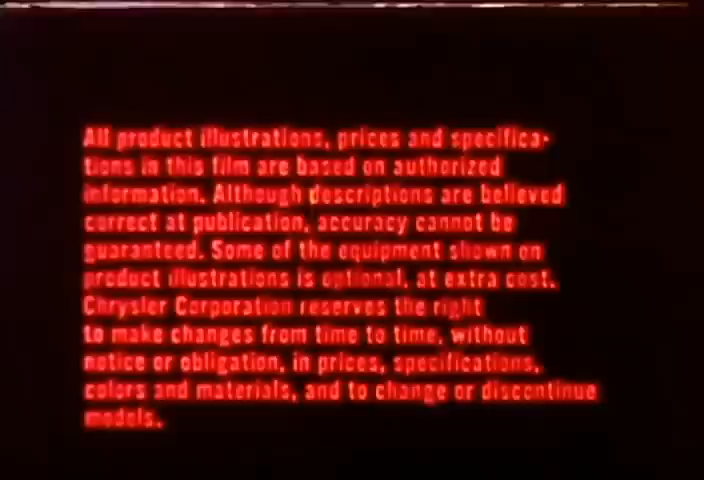 All product illustrations, prices and specifica-
tions in this film are based on authorized
information. Although descriptions are believed
correct at publication, accuracy cannot be
guaranteed. Some of the equipment shown on
product illustrations is optional, at extra cost.
Chrysler Corporation reserves the right
to make changes from time to time, without
notice or obligation, in prices, specifications,
colors and materials, and to change or discontinue
models.